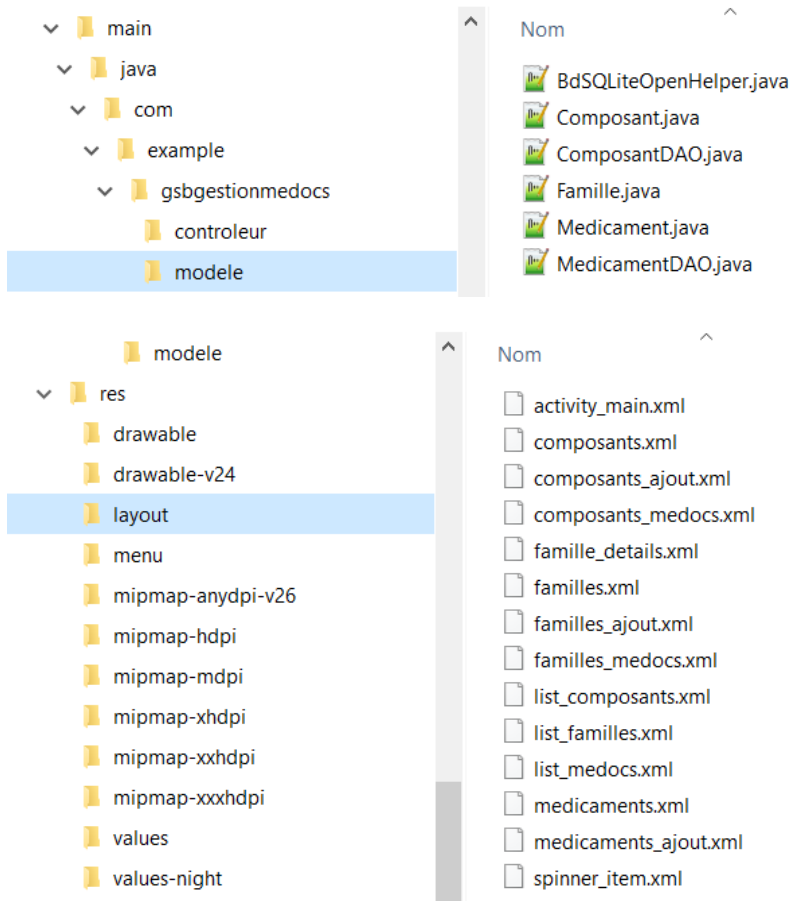 main
java
com
example
gsbgestionmedocs
controleur
modele
Nom
BdSQLiteOpenHelper.java
Composant.java
ComposantDAO.java
Famille.java
Medicament.java
MedicamentDAO.java
modele
res
drawable
drawable-v24
layout
menu
mipmap-anydpi-v26
mipmap-hdpi
mipmap-mdpi
mipmap-xhdpi
mipmap-xxhdpi
mipmap-xxxhdpi
values
values-night
Nom
activity_main.xml
composants.xml
composants_ajout.xml
composants_medocs.xml
famille_details.xml
familles.xml
familles_ajout.xml
familles_medocs.xml
list_composants.xml
list_familles.xml
list_medocs.xml
medicaments.xml
medicaments_ajout.xml
spinner_item.xml